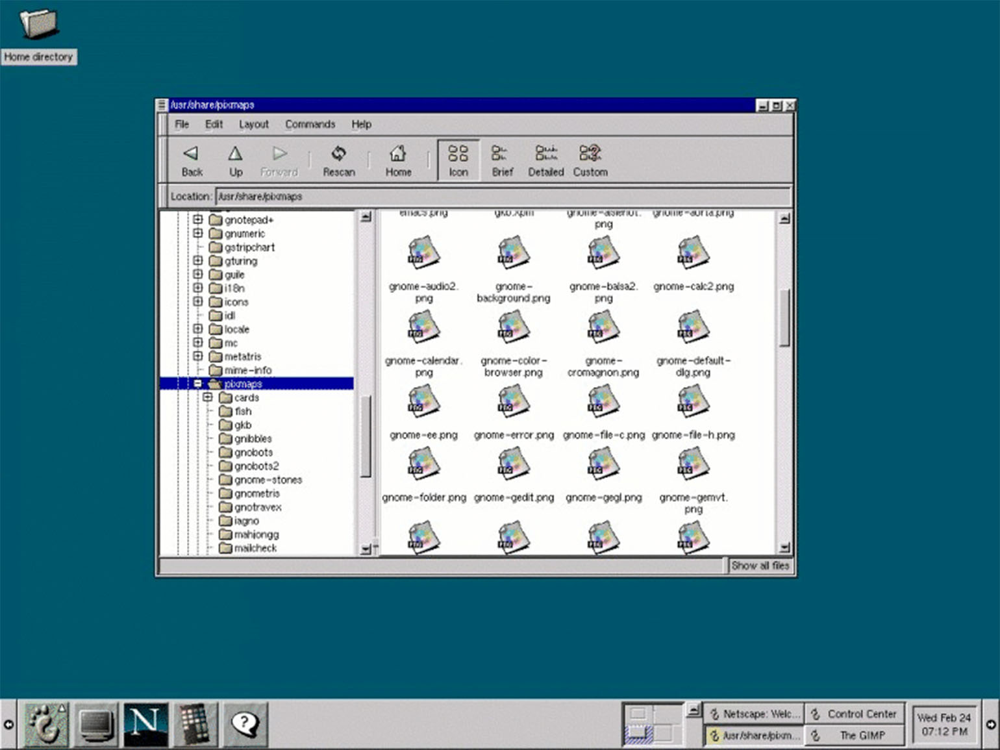 Home directory
/usr/share/pixmaps
File Edit Layout Commands Help
Back Up Forward Rescan Home Icon Brief Detailed Custom
Location: /usr/share/pixmaps
gnotepad+
gnumeric
gstripchart
gturing
guile
i18n
icons
idl
locale
mc
metatris
mime-info
pixmaps
cards
fish
gkb
gnibbles
gnobots
gnobots2
gnome-stones
gnometris
gnotravex
iagno
mahjongg
mailcheck
emacs.png gkb.xpm gnome-aisleriot. gnome-aorta.png
png
gnome-audio2. gnome- gnome-balsa2. gnome-calc2.png
png background.png png
gnome-calendar. gnome-color- gnome- gnome-default-
png browser.png cromagnon.png dlg.png
gnome-ee.png gnome-error.png gnome-file-c.png gnome-file-h.png
gnome-folder.png gnome-gedit.png gnome-gegl.png gnome-gemvt.
png
Show all files
N
?
Netscape: Welc... Control Center
/usr/share/pixm... The GIMP
Wed Feb 24
07:12 PM